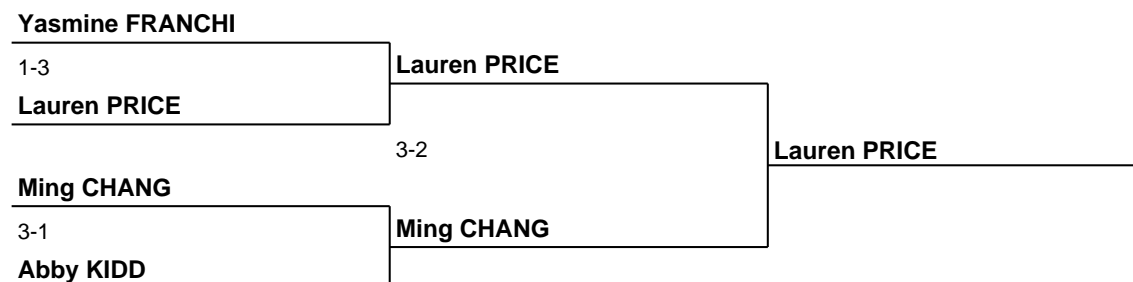 Yasmine FRANCHI
1-3
Lauren PRICE
Lauren PRICE
3-2
Lauren PRICE
Ming CHANG
3-1
Ming CHANG
Abby KIDD